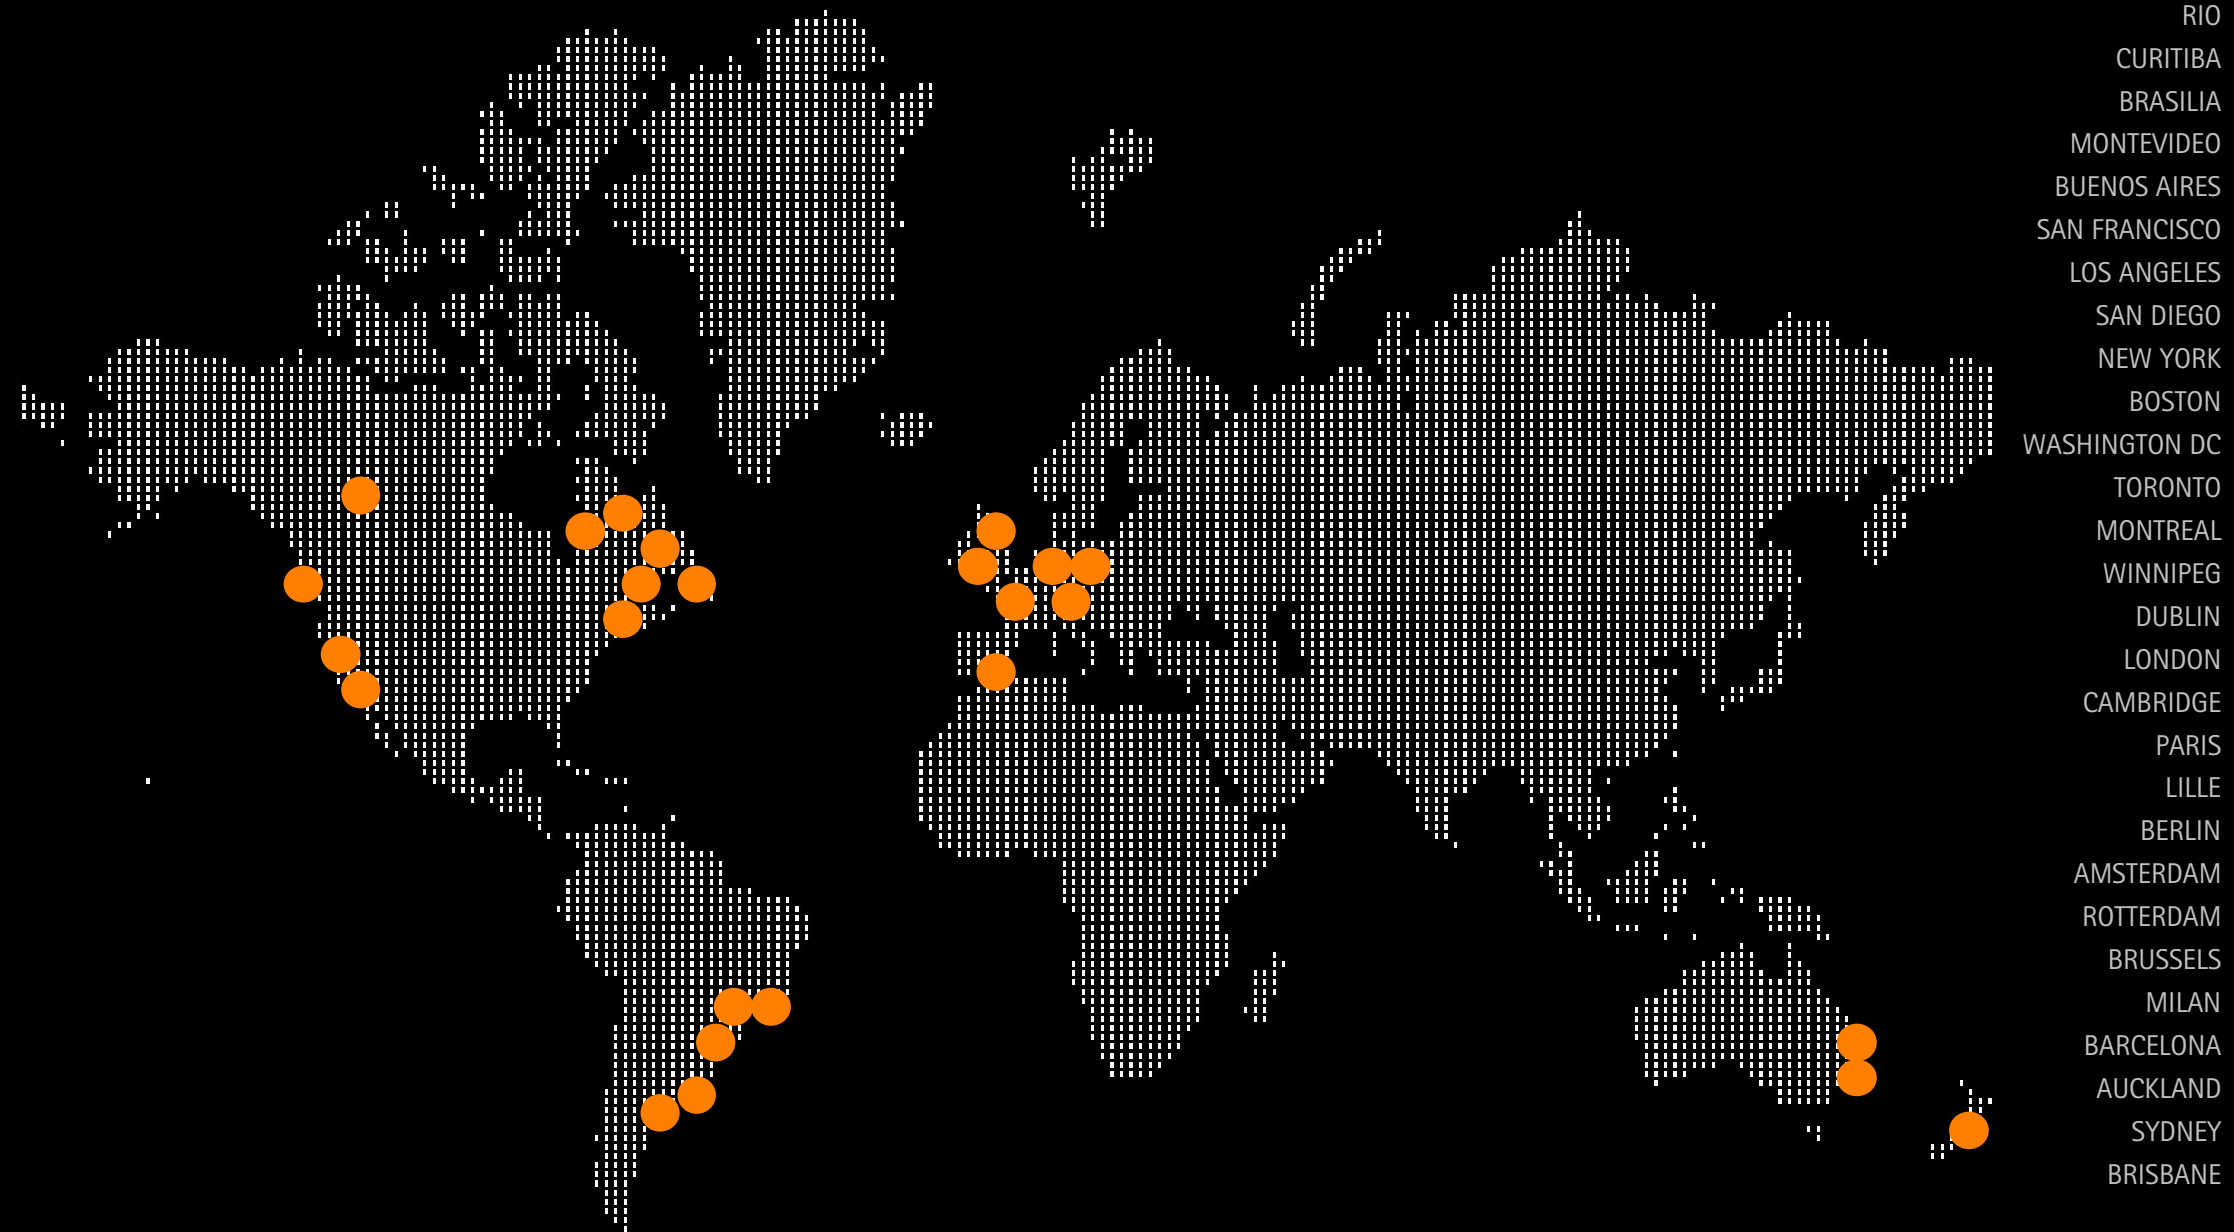 RIO
CURITIBA
BRASILIA
MONTEVIDEO
BUENOS AIRES
SAN FRANCISCO
LOS ANGELES
SAN DIEGO
NEW YORK
BOSTON
WASHINGTON DC
TORONTO
MONTREAL
WINNIPEG
DUBLIN
LONDON
CAMBRIDGE
PARIS
LILLE
BERLIN
AMSTERDAM
ROTTERDAM
BRUSSELS
MILAN
BARCELONA
AUCKLAND
SYDNEY
BRISBANE